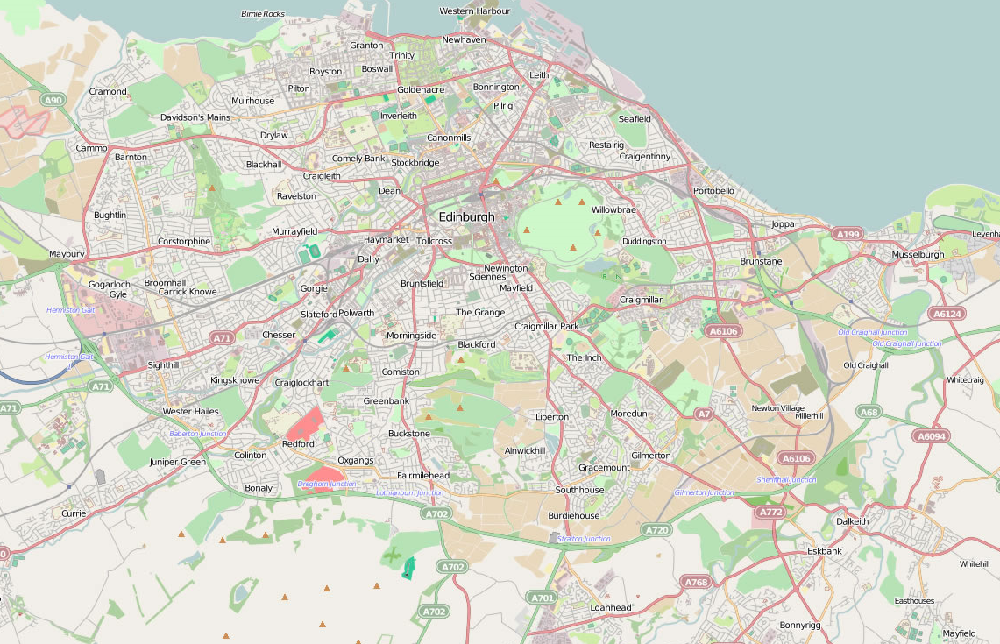 Western Harbour
Birnie Rocks
Newhaven
Granton
Trinity
Royston
Boswall
Leith
Cramond
Pilton
Goldenacre
Bonnington
A90
Muirhouse
Pilrig
Davidson's Mains
Inverleith
Seafield
Drylaw
Canonmills
Cammo
Restalrig
Barnton
Comely Bank
Stockbridge
Craigentinny
Blackhall
Craigleith
Dean
Portobello
Ravelston
Bughtlin
Edinburgh
Willowbrae
Joppa
Murrayfield
A199
Corstorphine
Haymarket
Tollcross
Duddingston
Maybury
Dalry
Musselburgh
Brunstane
Newington
Sciennes
Gogarloch
Broomhall
Bruntsfield
Mayfield
Gyle
Carrick Knowe
Gorgie
Craigmillar
Hermiston Gait
Slateford
Polwarth
The Grange
A6124
Craigmillar Park
Chesser
A71
Morningside
A6106
Old Craighall Junction
Blackford
Old Craighall Junction
Hermiston Gait
The Inch
Sighthill
Comiston
Old Craighall
Kingsknowe
Craiglockhart
Whitecraig
A71
A71
Greenbank
Newton Village
Wester Hailes
Liberton
Moredun
A7
Millerhill
A68
Baberton Junction
Buckstone
A6094
Redford
Alnwickhill
Colinton
Gilmerton
A6106
Juniper Green
Oxgangs
Gracemount
Fairmilehead
Sheriffhall Junction
Dreghorn Junction
Bonaly
Lothianburn Junction
Southhouse
Gilmerton Junction
Currie
A702
Burdiehouse
A772
Dalkeith
A720
Straiton Junction
Eskbank
A702
Whitehill
A768
A701
Easthouses
A702
Loanhead
Bonnyrigg
Mayfield